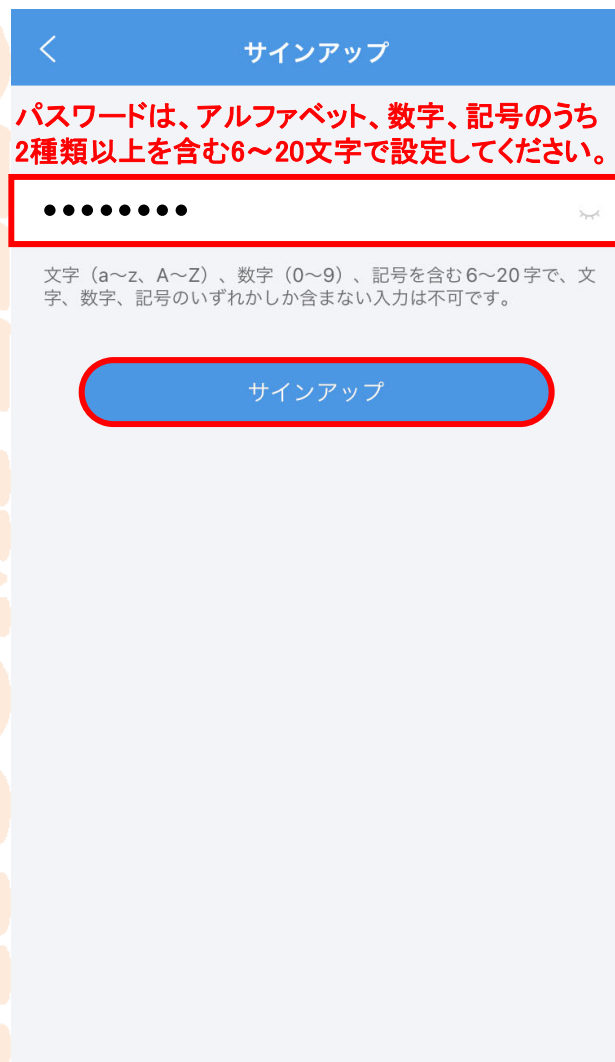 サインアップ
パスワードは、アルファベット、数字、記号のうち
2種類以上を含む6～20文字で設定してください。
••••••••
文字（a～z、A～Z）、数字（0～9）、記号を含む6～20字で、文
字、数字、記号のいずれかしか含まない入力は不可です。
サインアップ